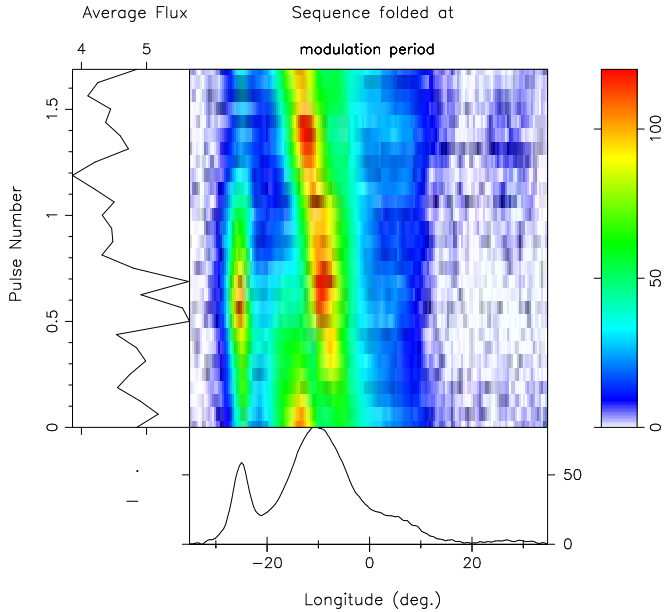 Average Flux
Sequence folded at
modulation period
4 5
1.5
1
0.5
0
Pulse Number
100
50
0
50
0
−20 0 20
Longitude (deg.)